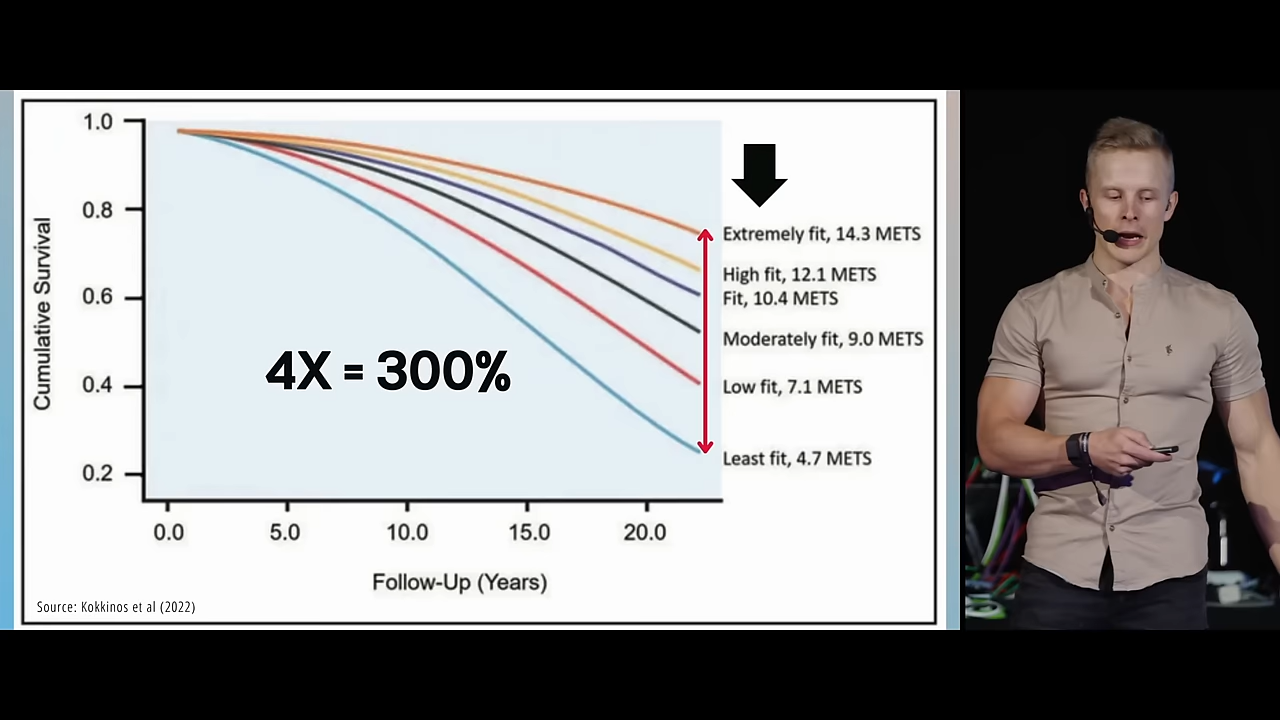 1.0
0.8
0.6
0.4
0.2
Cumulative Survival
0.0 5.0 10.0 15.0 20.0
Follow-Up (Years)
4X = 300%
Extremely fit, 14.3 METS
High fit, 12.1 METS
Fit, 10.4 METS
Moderately fit, 9.0 METS
Low fit, 7.1 METS
Least fit, 4.7 METS
Source: Kokkinos et al (2022)